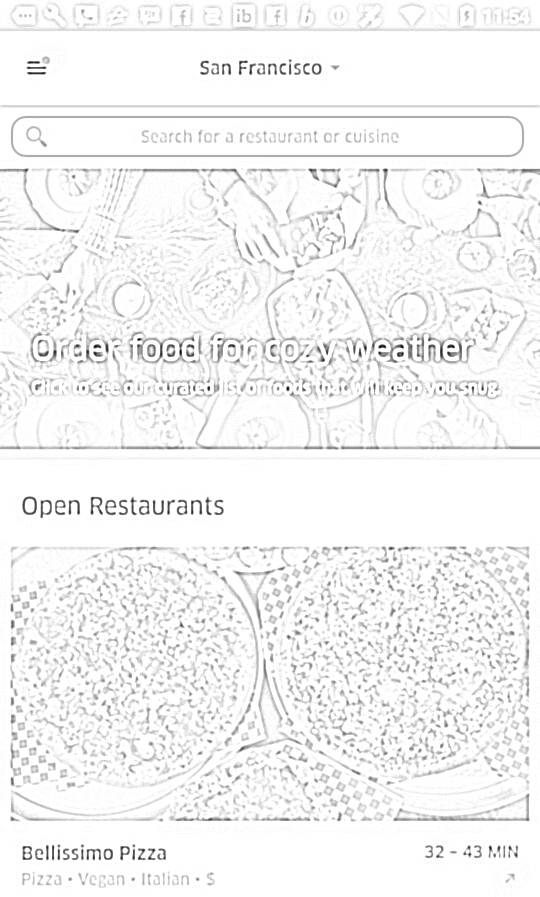 11:54
San Francisco
Search for a restaurant or cuisine
Order food for cozy weather
Click to see our curated list of foods that will keep you snug.
Open Restaurants
Bellissimo Pizza
32 – 43 MIN
Pizza • Vegan • Italian • $